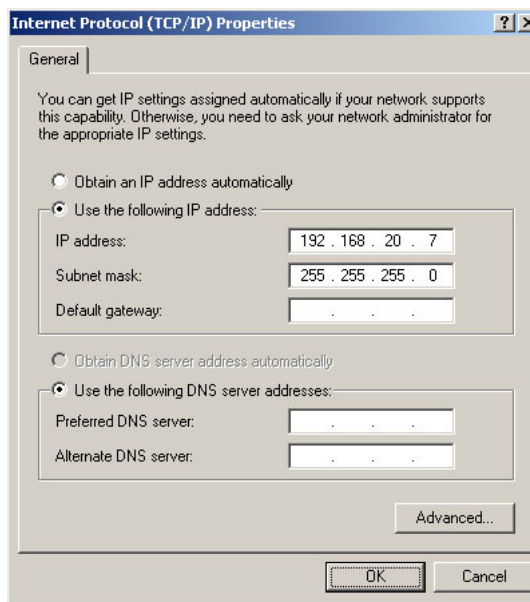 Internet Protocol (TCP/IP) Properties
General
You can get IP settings assigned automatically if your network supports
this capability. Otherwise, you need to ask your network administrator for
the appropriate IP settings.
Obtain an IP address automatically
Use the following IP address:
IP address: 192 . 168 . 20 . 7
Subnet mask: 255 . 255 . 255 . 0
Default gateway: . . .
Obtain DNS server address automatically
Use the following DNS server addresses:
Preferred DNS server: . . .
Alternate DNS server: . . .
Advanced...
OK Cancel